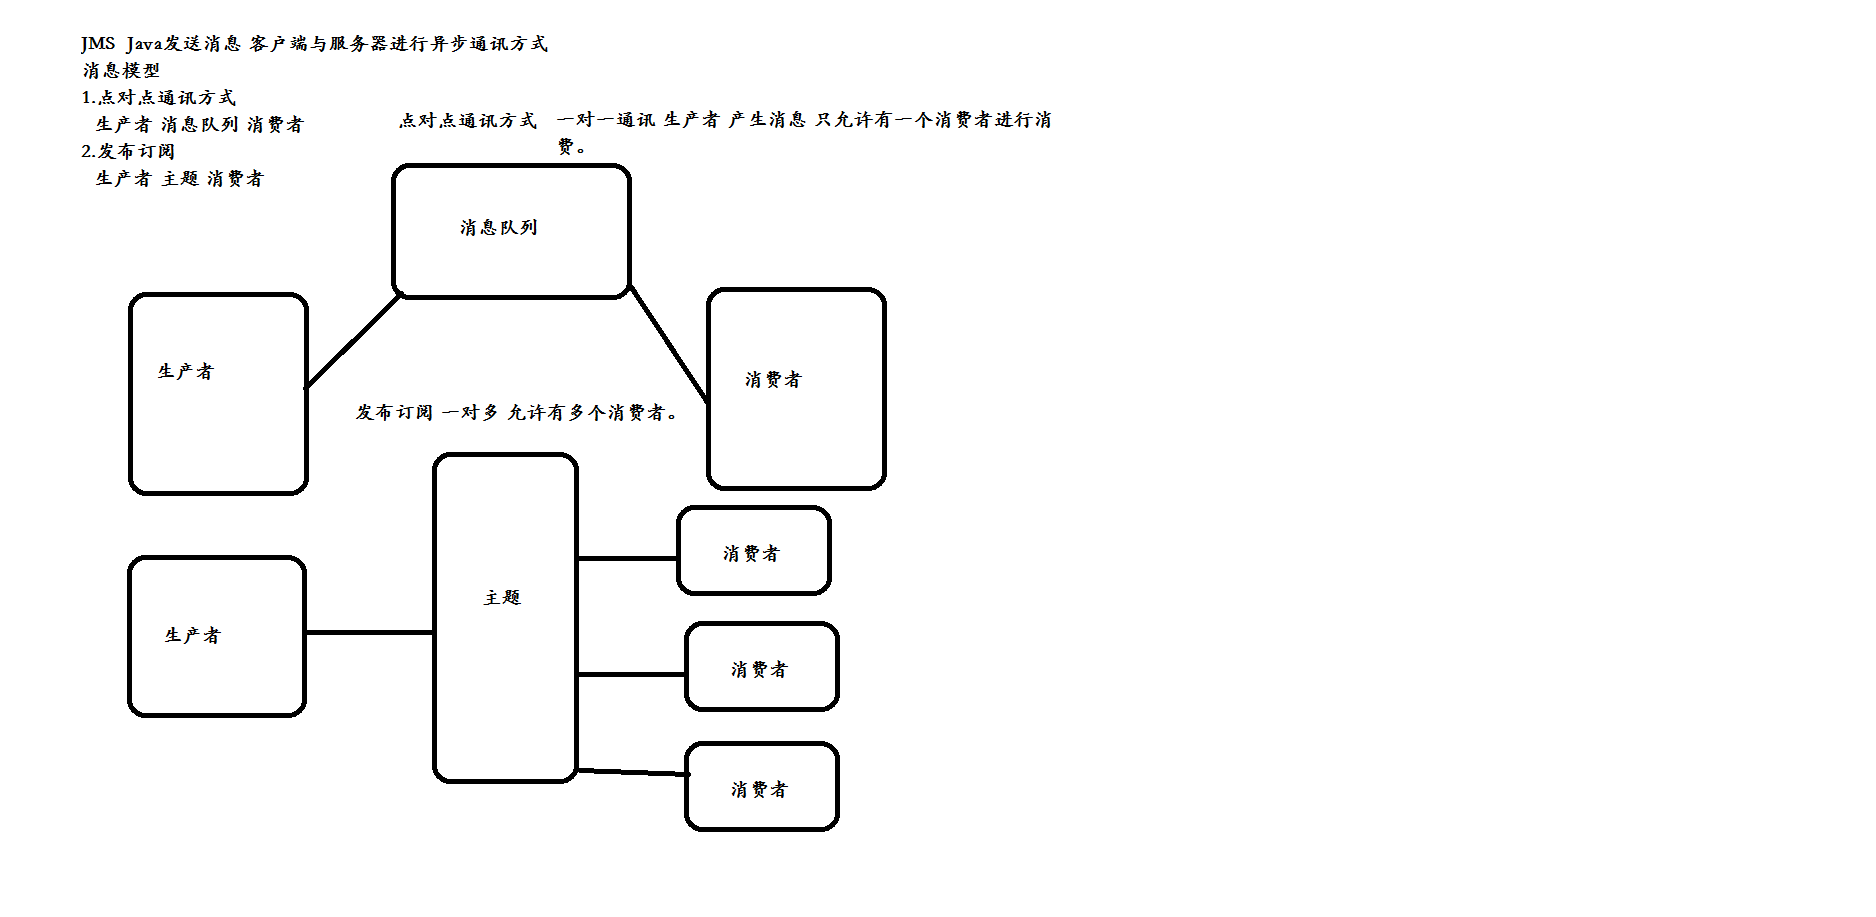 JMS Java发送消息 客户端与服务器进行异步通讯方式
消息模型
1.点对点通讯方式
生产者 消息队列 消费者
2.发布订阅
生产者 主题 消费者
点对点通讯方式 一对一通讯 生产者 产生消息 只允许有一个消费者进行消
费。
消息队列
生产者
消费者
发布订阅 一对多 允许有多个消费者。
消费者
主题
生产者
消费者
消费者